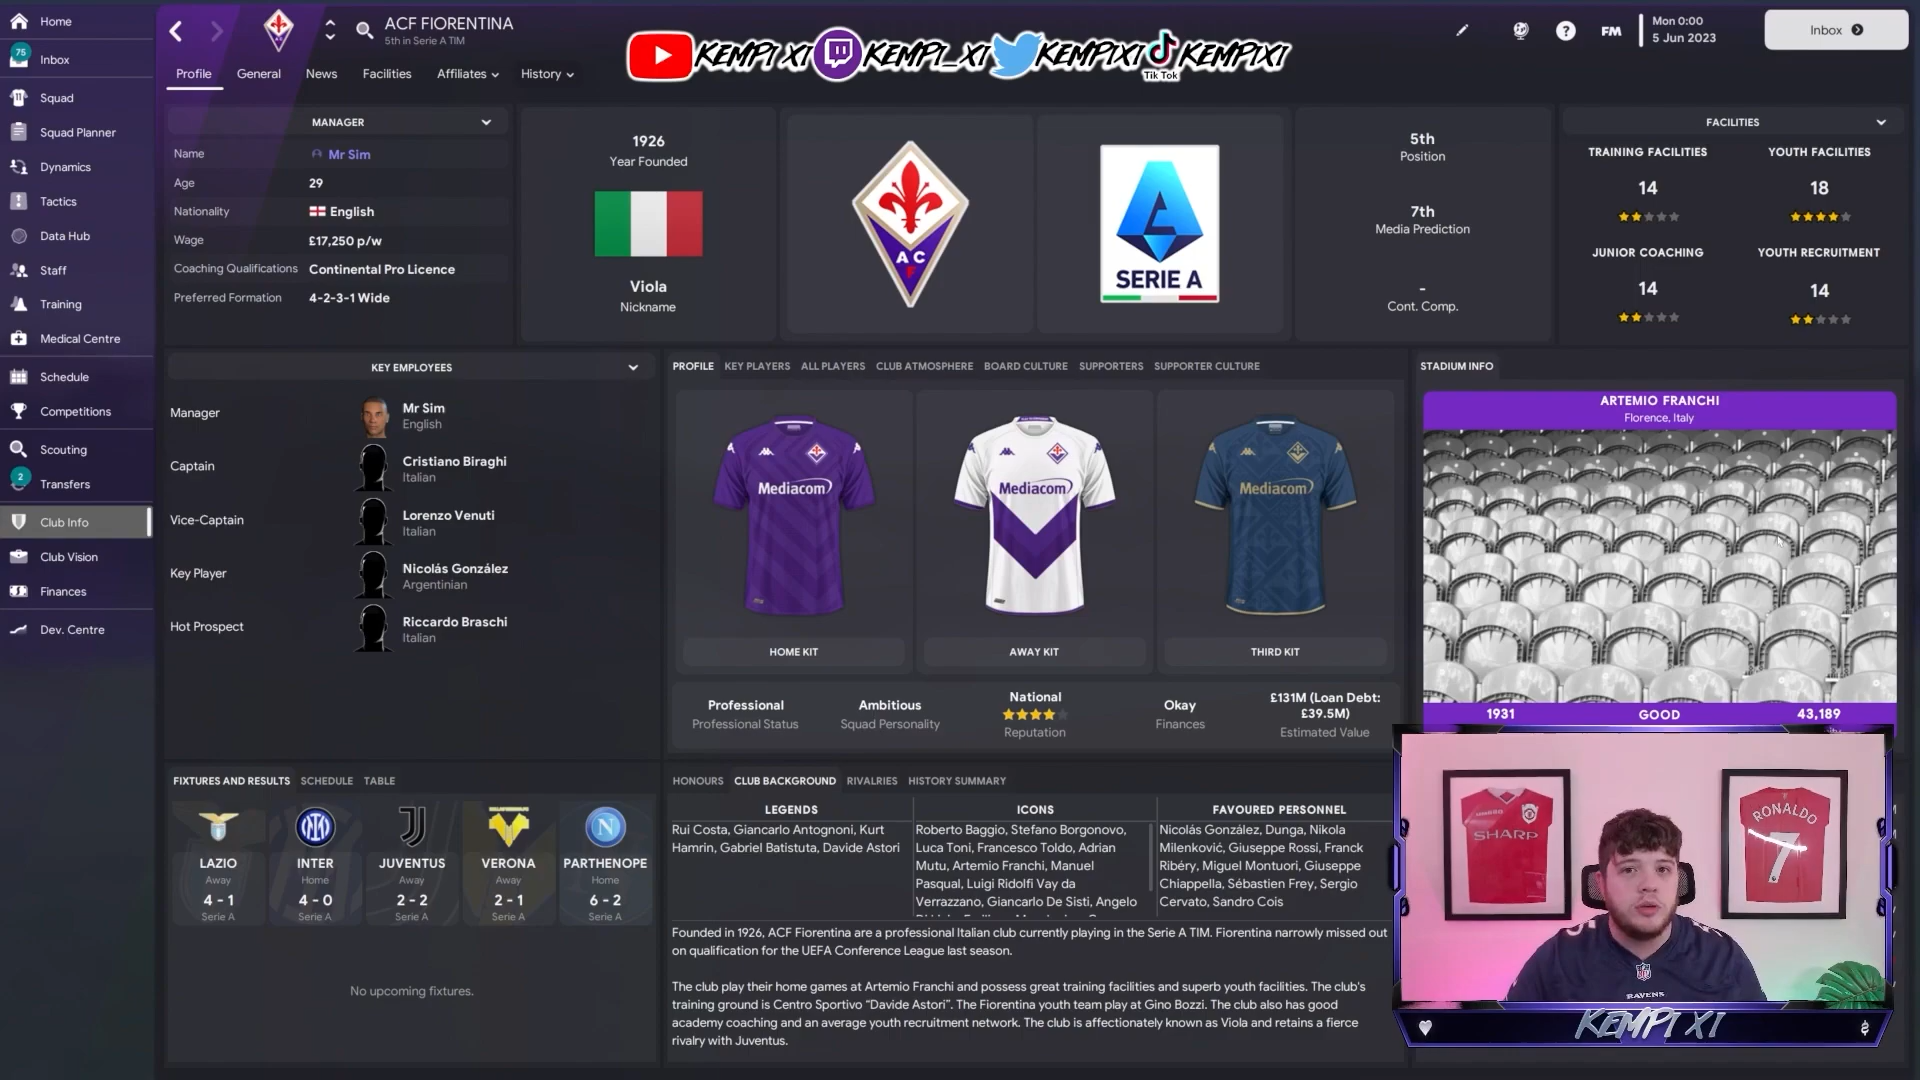 Home
75
Inbox
Squad
Squad Planner
Dynamics
Tactics
Data Hub
Staff
Training
Medical Centre
Schedule
Competitions
Scouting
2
Transfers
Club Info
Club Vision
Finances
Dev. Centre
ACF FIORENTINA
5th in Serie A TIM
KEMPI XI
KEMPI_XI
KEMPIXI
Tik Tok
KEMPIXI
?
FM
Mon 0:00
5 Jun 2023
Inbox
Profile General News Facilities Affiliates History
MANAGER
Name Mr Sim
Age 29
Nationality English
Wage £17,250 p/w
Coaching Qualifications Continental Pro Licence
Preferred Formation 4-2-3-1 Wide
1926
Year Founded
Viola
Nickname
AC
F
SERIE A
5th
Position
7th
Media Prediction
-
Cont. Comp.
FACILITIES
TRAINING FACILITIES YOUTH FACILITIES
14 18
JUNIOR COACHING YOUTH RECRUITMENT
14 14
KEY EMPLOYEES
Manager Mr Sim
English
Captain Cristiano Biraghi
Italian
Vice-Captain Lorenzo Venuti
Italian
Key Player Nicolás González
Argentinian
Hot Prospect Riccardo Braschi
Italian
PROFILE KEY PLAYERS ALL PLAYERS CLUB ATMOSPHERE BOARD CULTURE SUPPORTERS SUPPORTER CULTURE
Mediacom Mediacom Mediacom
HOME KIT AWAY KIT THIRD KIT
Professional
Professional Status
Ambitious
Squad Personality
National
Reputation
Okay
Finances
£131M (Loan Debt:
£39.5M)
Estimated Value
STADIUM INFO
ARTEMIO FRANCHI
Florence, Italy
1931 GOOD 43,189
FIXTURES AND RESULTS SCHEDULE TABLE
LAZIO INTER JUVENTUS VERONA PARTHENOPE
Away Home Away Away Home
4 - 1 4 - 0 2 - 2 2 - 1 6 - 2
Serie A Serie A Serie A Serie A Serie A
No upcoming fixtures.
HONOURS CLUB BACKGROUND RIVALRIES HISTORY SUMMARY
LEGENDS
Rui Costa, Giancarlo Antognoni, Kurt
Hamrin, Gabriel Batistuta, Davide Astori
ICONS
Roberto Baggio, Stefano Borgonovo,
Luca Toni, Francesco Toldo, Adrian
Mutu, Artemio Franchi, Manuel
Pasqual, Luigi Ridolfi Vay da
Verrazzano, Giancarlo De Sisti, Angelo
FAVOURED PERSONNEL
Nicolás González, Dunga, Nikola
Milenković, Giuseppe Rossi, Franck
Ribéry, Miguel Montuori, Giuseppe
Chiappella, Sébastien Frey, Sergio
Cervato, Sandro Cois
Founded in 1926, ACF Fiorentina are a professional Italian club currently playing in the Serie A TIM. Fiorentina narrowly missed out
on qualification for the UEFA Conference League last season.
The club play their home games at Artemio Franchi and possess great training facilities and superb youth facilities. The club's
training ground is Centro Sportivo "Davide Astori". The Fiorentina youth team play at Gino Bozzi. The club also has good
academy coaching and an average youth recruitment network. The club is affectionately known as Viola and retains a fierce
rivalry with Juventus.
SHARP
RONALDO
7
RAVENS
KEMPI XI